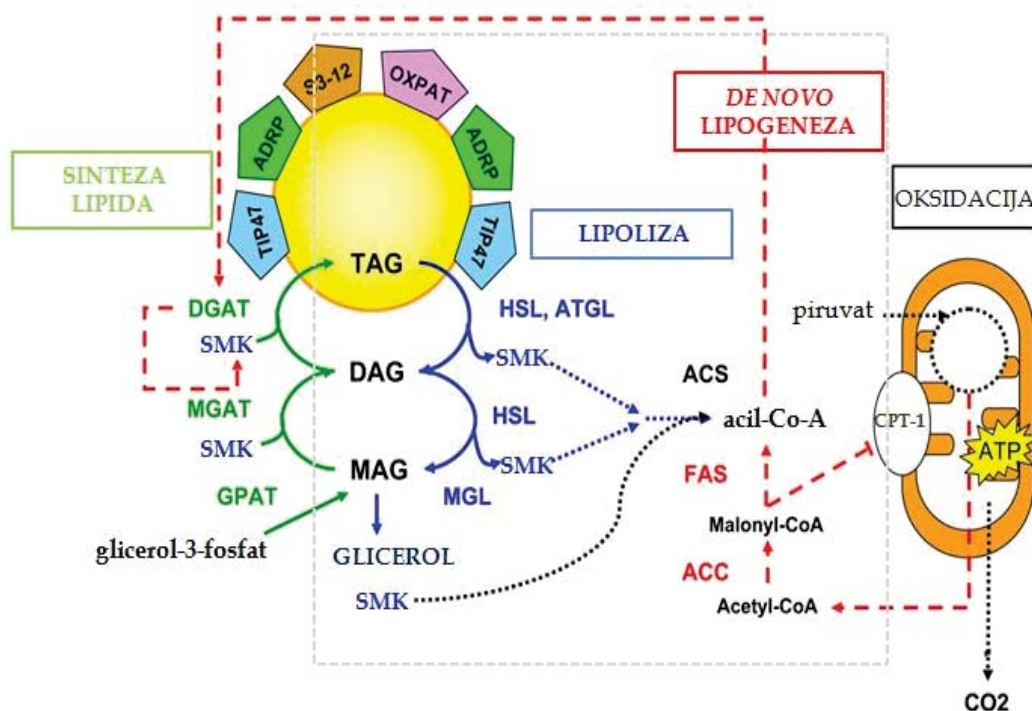 S3-12
OXPAT
ADRP
ADRP
TIP47
TIP47
DE NOVO
LIPOGENEZA
SINTEZA
LIPIDA
OKSIDACIJA
LIPOLIZA
TAG
DGAT
HSL, ATGL
piruvat
SMK
SMK
DAG
ACS
MGAT
HSL
acil-Co-A
CPT-1
ATP
SMK
SMK
MAG
FAS
GPAT
MGL
Malonyl-CoA
glicerol-3-fosfat
GLICEROL
ACC
SMK
Acetyl-CoA
CO2